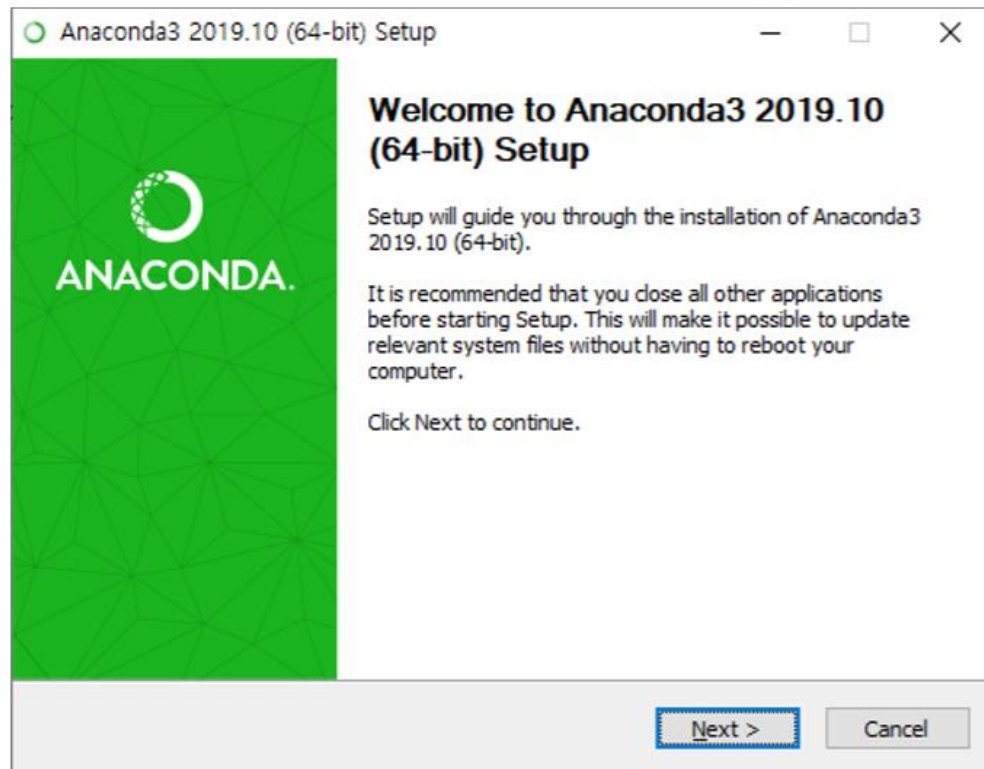 Anaconda3 2019.10 (64-bit) Setup
ANACONDA.
Welcome to Anaconda3 2019.10
(64-bit) Setup
Setup will guide you through the installation of Anaconda3
2019.10 (64-bit).
It is recommended that you close all other applications
before starting Setup. This will make it possible to update
relevant system files without having to reboot your
computer.
Click Next to continue.
Next >
Cancel